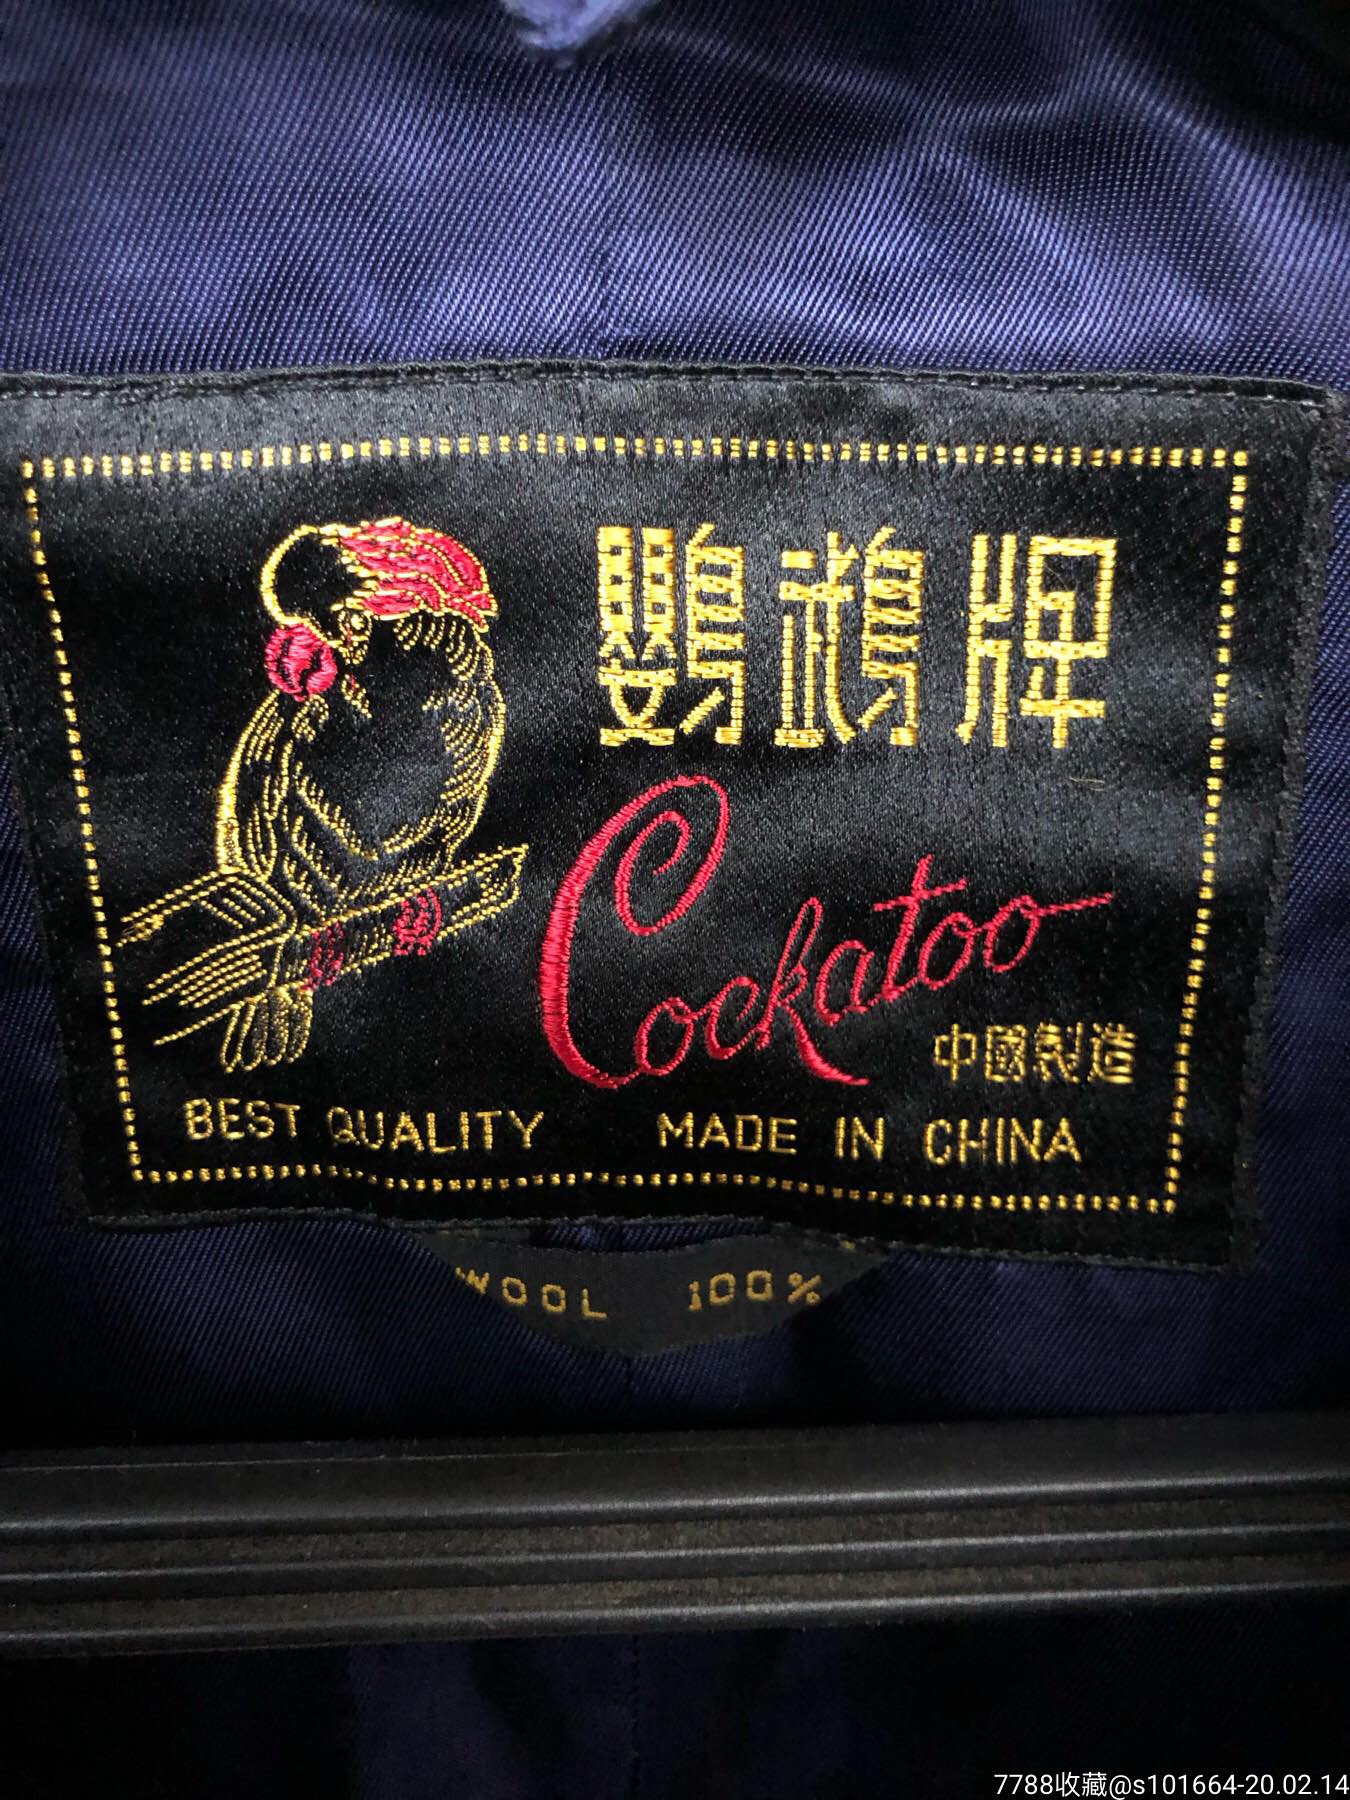 鸚鵡牌
Cockatoo
中國製造
BEST QUALITY MADE IN CHINA
WOOL 100%
7788收藏@s101664-20.02.14